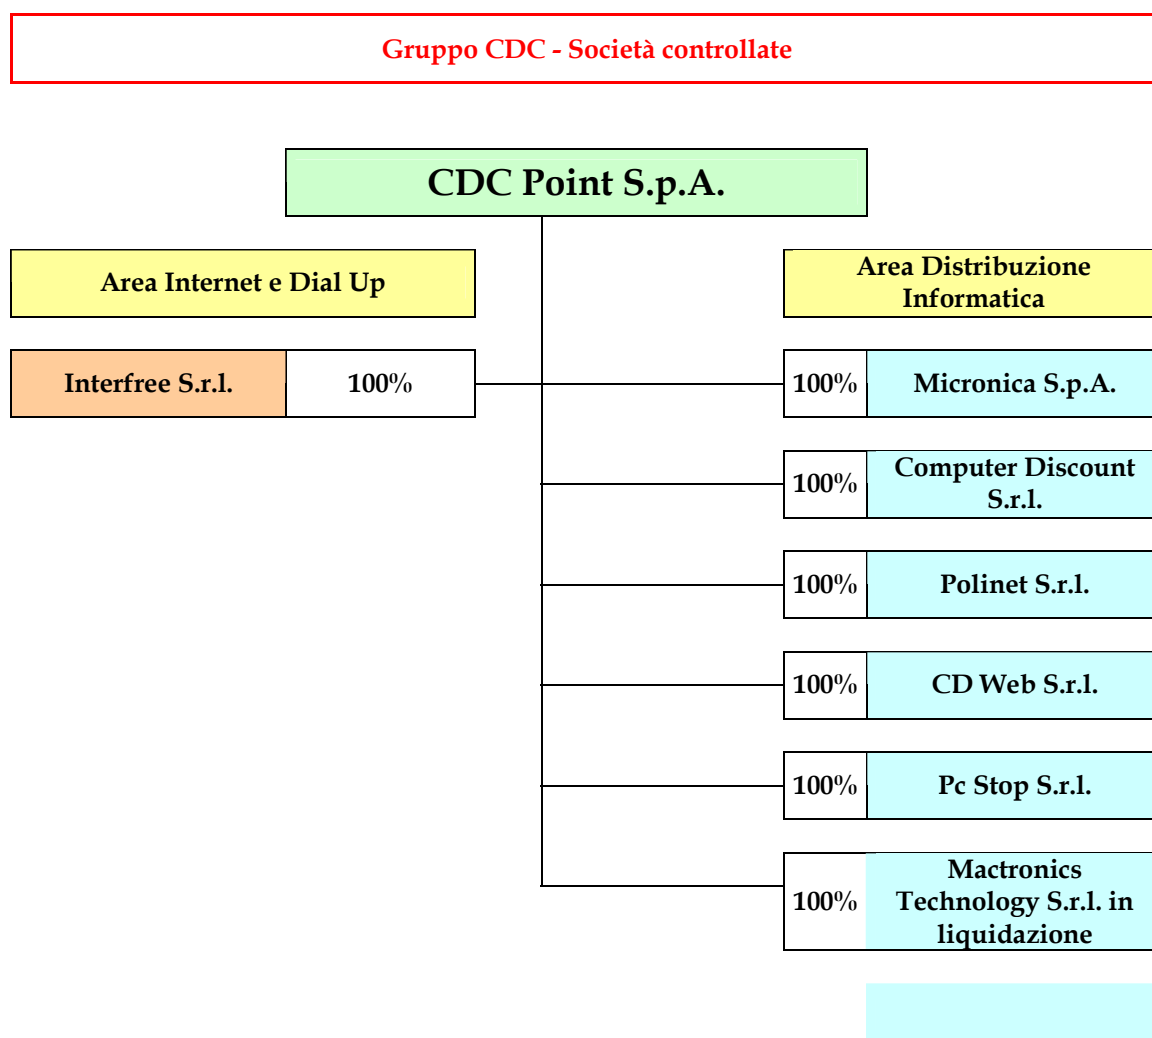 Gruppo CDC - Società controllate
CDC Point S.p.A.
Area Internet e Dial Up
Area Distribuzione
Informatica
Interfree S.r.l.
100%
100%
Micronica S.p.A.
100%
Computer Discount
S.r.l.
100%
Polinet S.r.l.
100%
CD Web S.r.l.
100%
Pc Stop S.r.l.
100%
Mactronics
Technology S.r.l. in
liquidazione